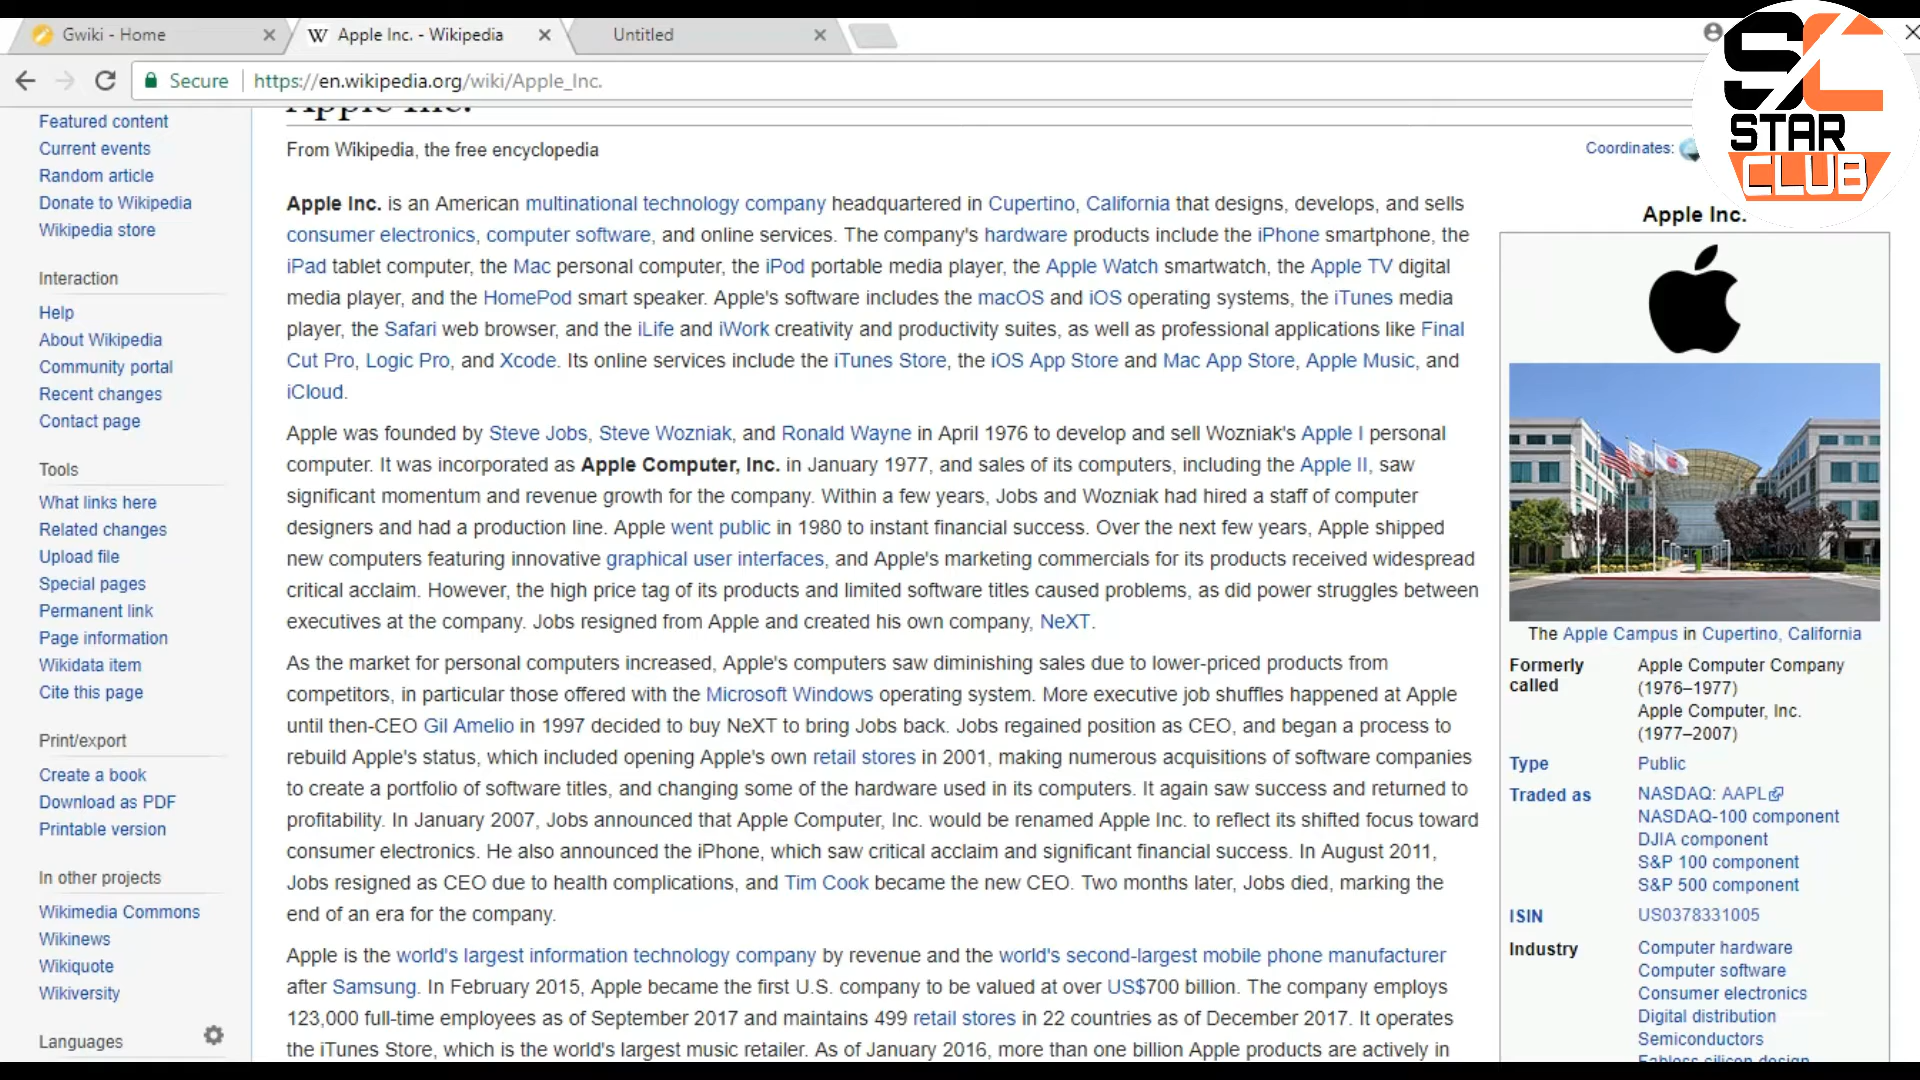 Gwiki - Home
Apple Inc. - Wikipedia
Untitled
Secure
https://en.wikipedia.org/wiki/Apple_Inc.
SC
STAR
CLUB
Featured content
Current events
Random article
Donate to Wikipedia
Wikipedia store
Interaction
Help
About Wikipedia
Community portal
Recent changes
Contact page
Tools
What links here
Related changes
Upload file
Special pages
Permanent link
Page information
Wikidata item
Cite this page
Print/export
Create a book
Download as PDF
Printable version
In other projects
Wikimedia Commons
Wikinews
Wikiquote
Wikiversity
Languages
Apple Inc.
From Wikipedia, the free encyclopedia
Coordinates:
Apple Inc. is an American multinational technology company headquartered in Cupertino, California that designs, develops, and sells
consumer electronics, computer software, and online services. The company's hardware products include the iPhone smartphone, the
iPad tablet computer, the Mac personal computer, the iPod portable media player, the Apple Watch smartwatch, the Apple TV digital
media player, and the HomePod smart speaker. Apple's software includes the macOS and iOS operating systems, the iTunes media
player, the Safari web browser, and the iLife and iWork creativity and productivity suites, as well as professional applications like Final
Cut Pro, Logic Pro, and Xcode. Its online services include the iTunes Store, the iOS App Store and Mac App Store, Apple Music, and
iCloud.
Apple was founded by Steve Jobs, Steve Wozniak, and Ronald Wayne in April 1976 to develop and sell Wozniak's Apple I personal
computer. It was incorporated as Apple Computer, Inc. in January 1977, and sales of its computers, including the Apple II, saw
significant momentum and revenue growth for the company. Within a few years, Jobs and Wozniak had hired a staff of computer
designers and had a production line. Apple went public in 1980 to instant financial success. Over the next few years, Apple shipped
new computers featuring innovative graphical user interfaces, and Apple's marketing commercials for its products received widespread
critical acclaim. However, the high price tag of its products and limited software titles caused problems, as did power struggles between
executives at the company. Jobs resigned from Apple and created his own company, NeXT.
As the market for personal computers increased, Apple's computers saw diminishing sales due to lower-priced products from
competitors, in particular those offered with the Microsoft Windows operating system. More executive job shuffles happened at Apple
until then-CEO Gil Amelio in 1997 decided to buy NeXT to bring Jobs back. Jobs regained position as CEO, and began a process to
rebuild Apple's status, which included opening Apple's own retail stores in 2001, making numerous acquisitions of software companies
to create a portfolio of software titles, and changing some of the hardware used in its computers. It again saw success and returned to
profitability. In January 2007, Jobs announced that Apple Computer, Inc. would be renamed Apple Inc. to reflect its shifted focus toward
consumer electronics. He also announced the iPhone, which saw critical acclaim and significant financial success. In August 2011,
Jobs resigned as CEO due to health complications, and Tim Cook became the new CEO. Two months later, Jobs died, marking the
end of an era for the company.
Apple is the world's largest information technology company by revenue and the world's second-largest mobile phone manufacturer
after Samsung. In February 2015, Apple became the first U.S. company to be valued at over US$700 billion. The company employs
123,000 full-time employees as of September 2017 and maintains 499 retail stores in 22 countries as of December 2017. It operates
the iTunes Store, which is the world's largest music retailer. As of January 2016, more than one billion Apple products are actively in
Apple Inc.
The Apple Campus in Cupertino, California
Formerly called
Apple Computer Company
(1976–1977)
Apple Computer, Inc.
(1977–2007)
Type
Public
Traded as
NASDAQ: AAPL
NASDAQ-100 component
DJIA component
S&P 100 component
S&P 500 component
ISIN
US0378331005
Industry
Computer hardware
Computer software
Consumer electronics
Digital distribution
Semiconductors
Fabless silicon design